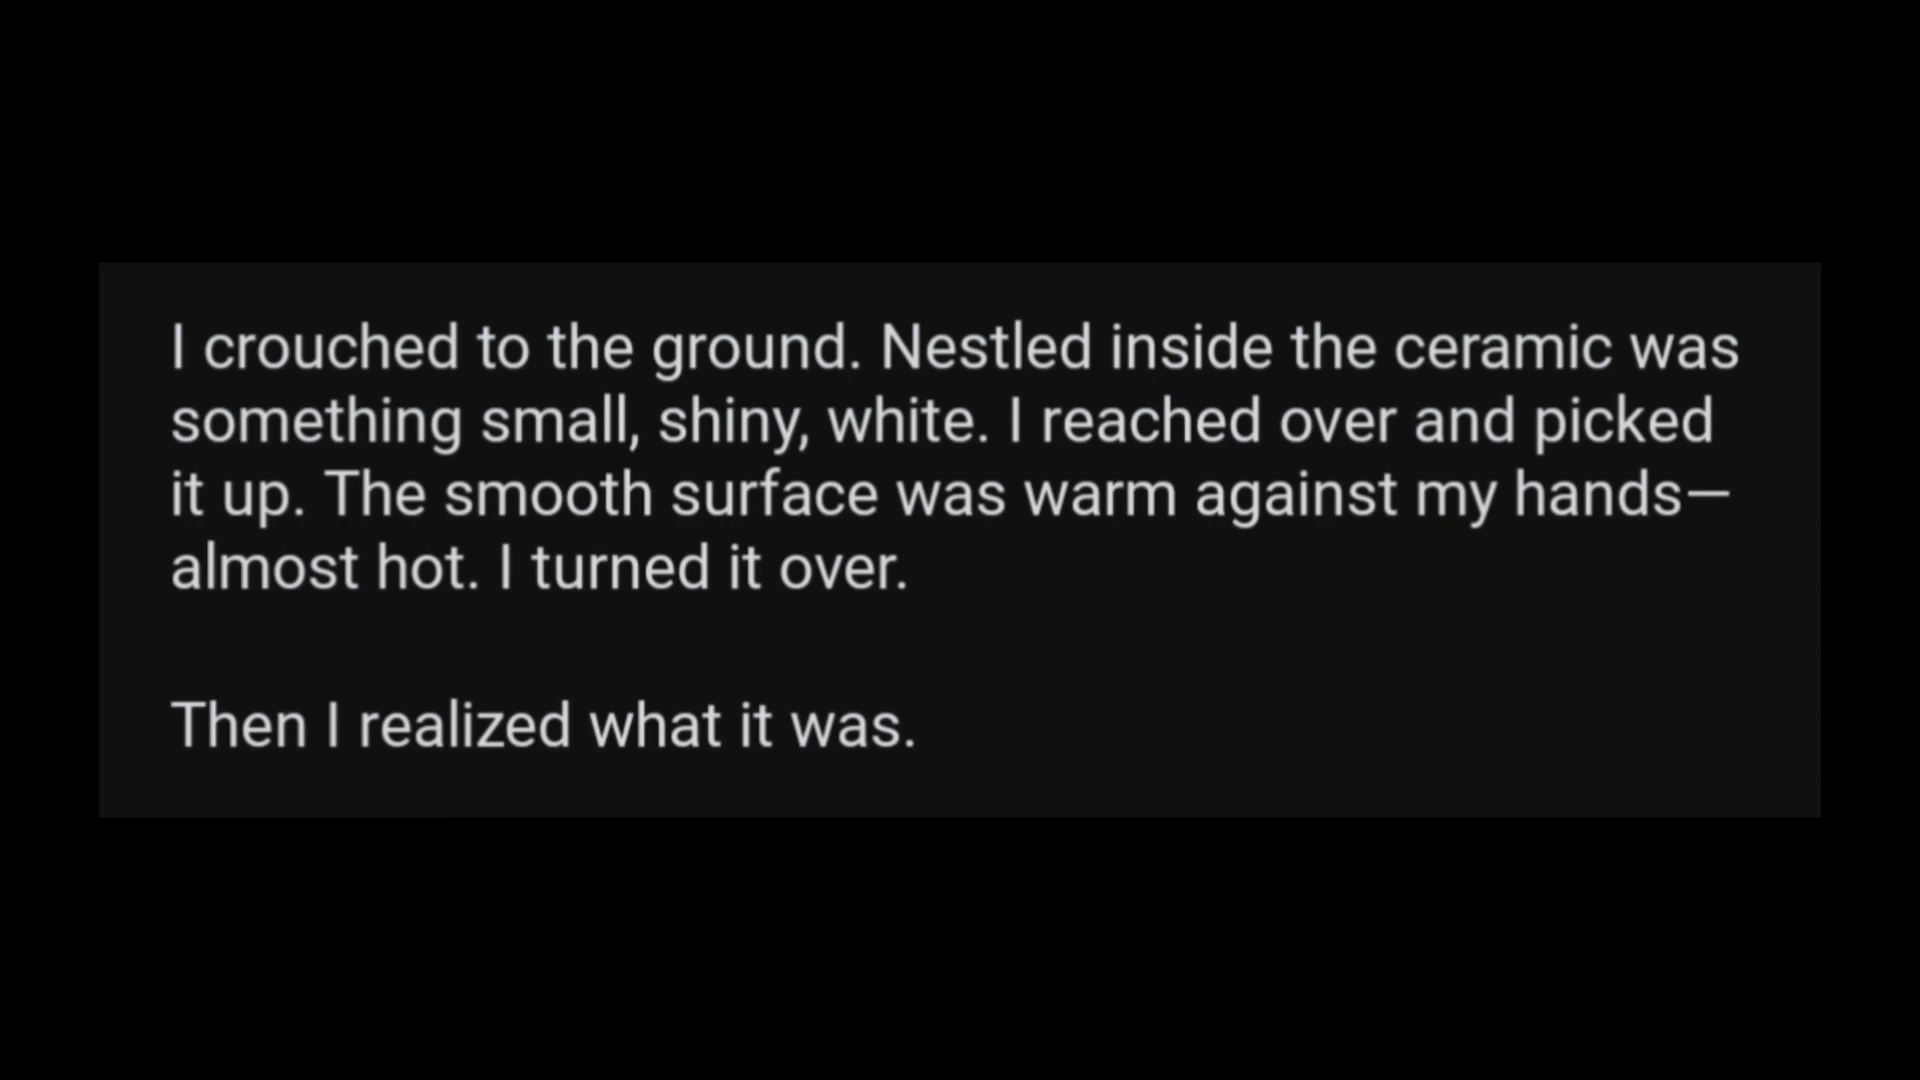 I crouched to the ground. Nestled inside the ceramic was
something small, shiny, white. I reached over and picked
it up. The smooth surface was warm against my hands—
almost hot. I turned it over.
Then I realized what it was.